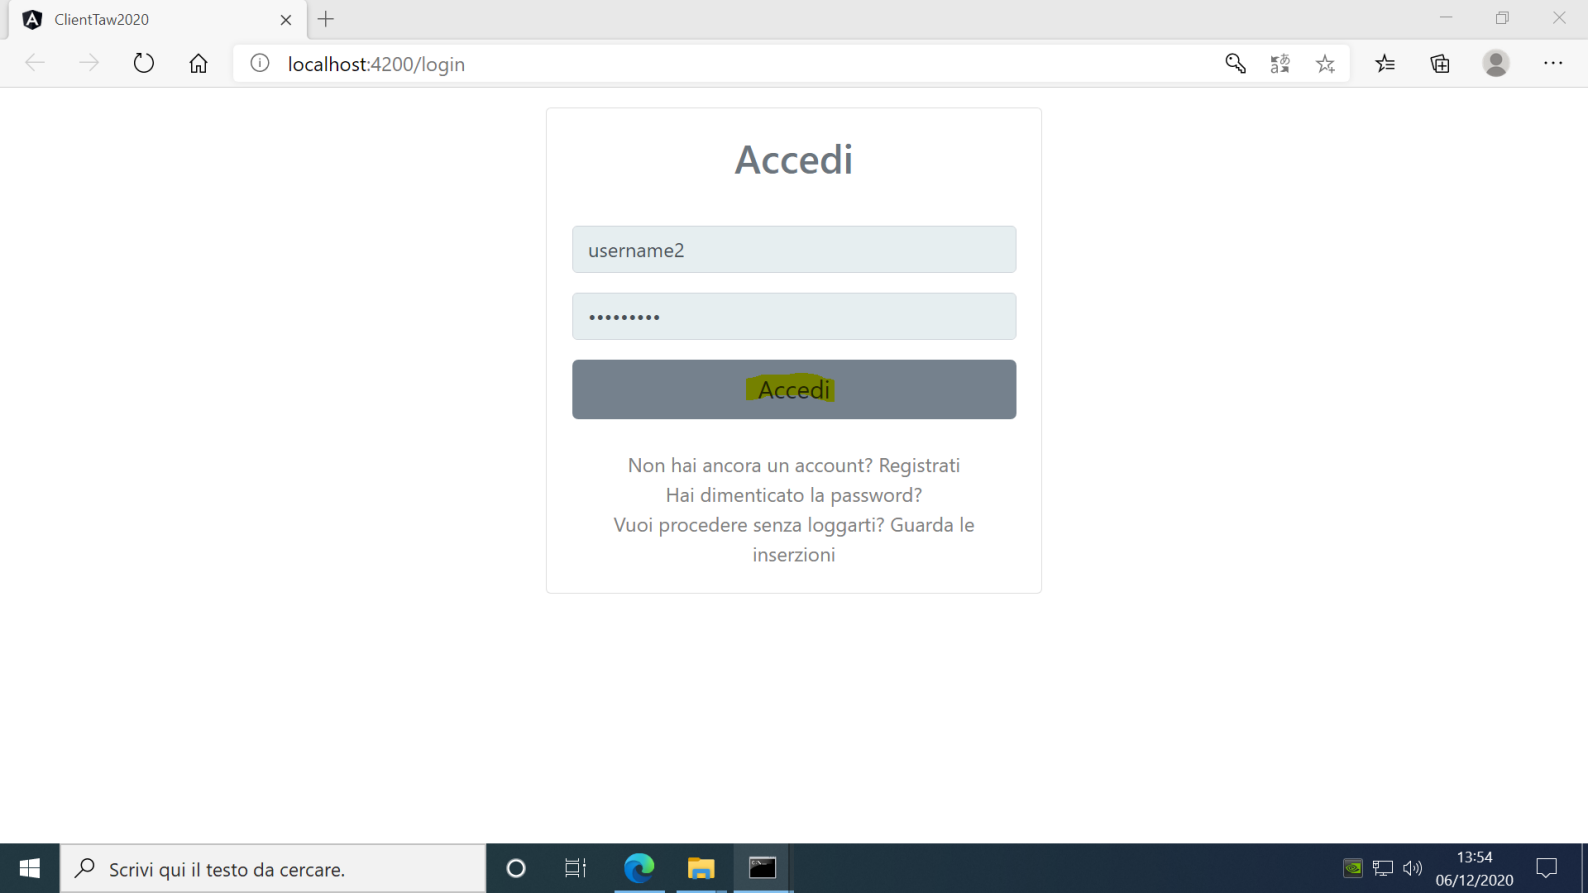 ClientTaw2020
localhost:4200/login
Accedi
username2
•••••••••
Accedi
Non hai ancora un account? Registrati
Hai dimenticato la password?
Vuoi procedere senza loggarti? Guarda le
inserzioni
Scrivi qui il testo da cercare.
13:54
06/12/2020